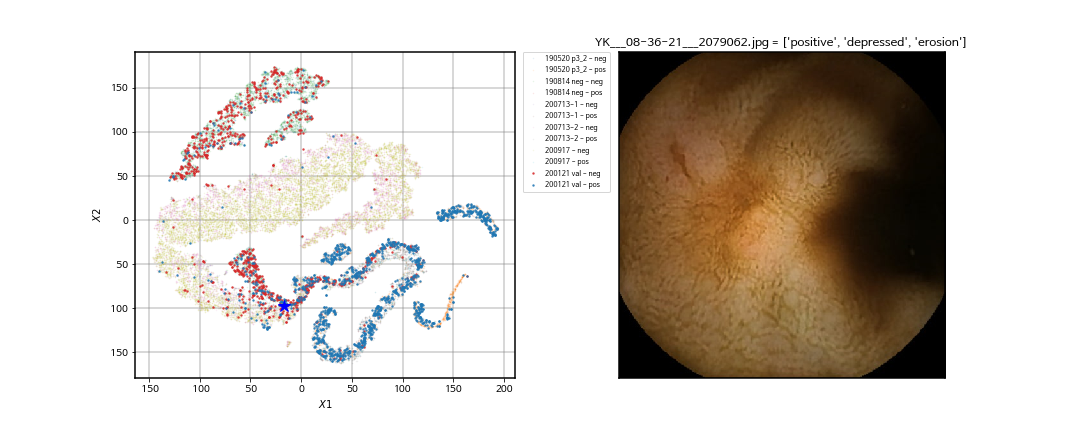 YK___08-36-21___2079062.jpg = ['positive', 'depressed', 'erosion']
190520 p3_2 - neg
190520 p3_2 - pos
190814 neg - neg
190814 neg - pos
200713-1 - neg
200713-1 - pos
200713-2 - neg
200713-2 - pos
200917 - neg
200917 - pos
200121 val - neg
200121 val - pos
150
100
50
0
50
100
150
X2
150 100 50 0 50 100 150 200
X1